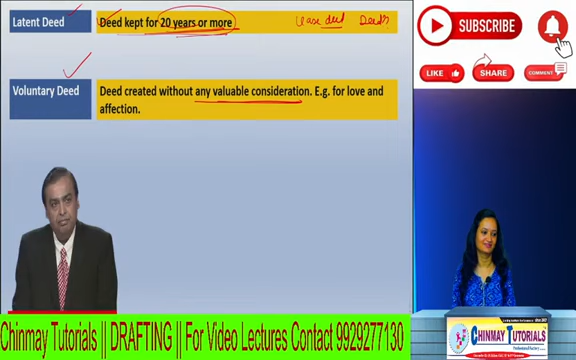 Latent Deed
Deed kept for 20 years or more
SUBSCRIBE
LIKE
SHARE
COMMENT
Voluntary Deed
Deed created without any valuable consideration. E.g. for love and
affection.
CHINMAY TUTORIALS
Chinmay Tutorials || DRAFTING || For Video Lectures Contact 9929277130